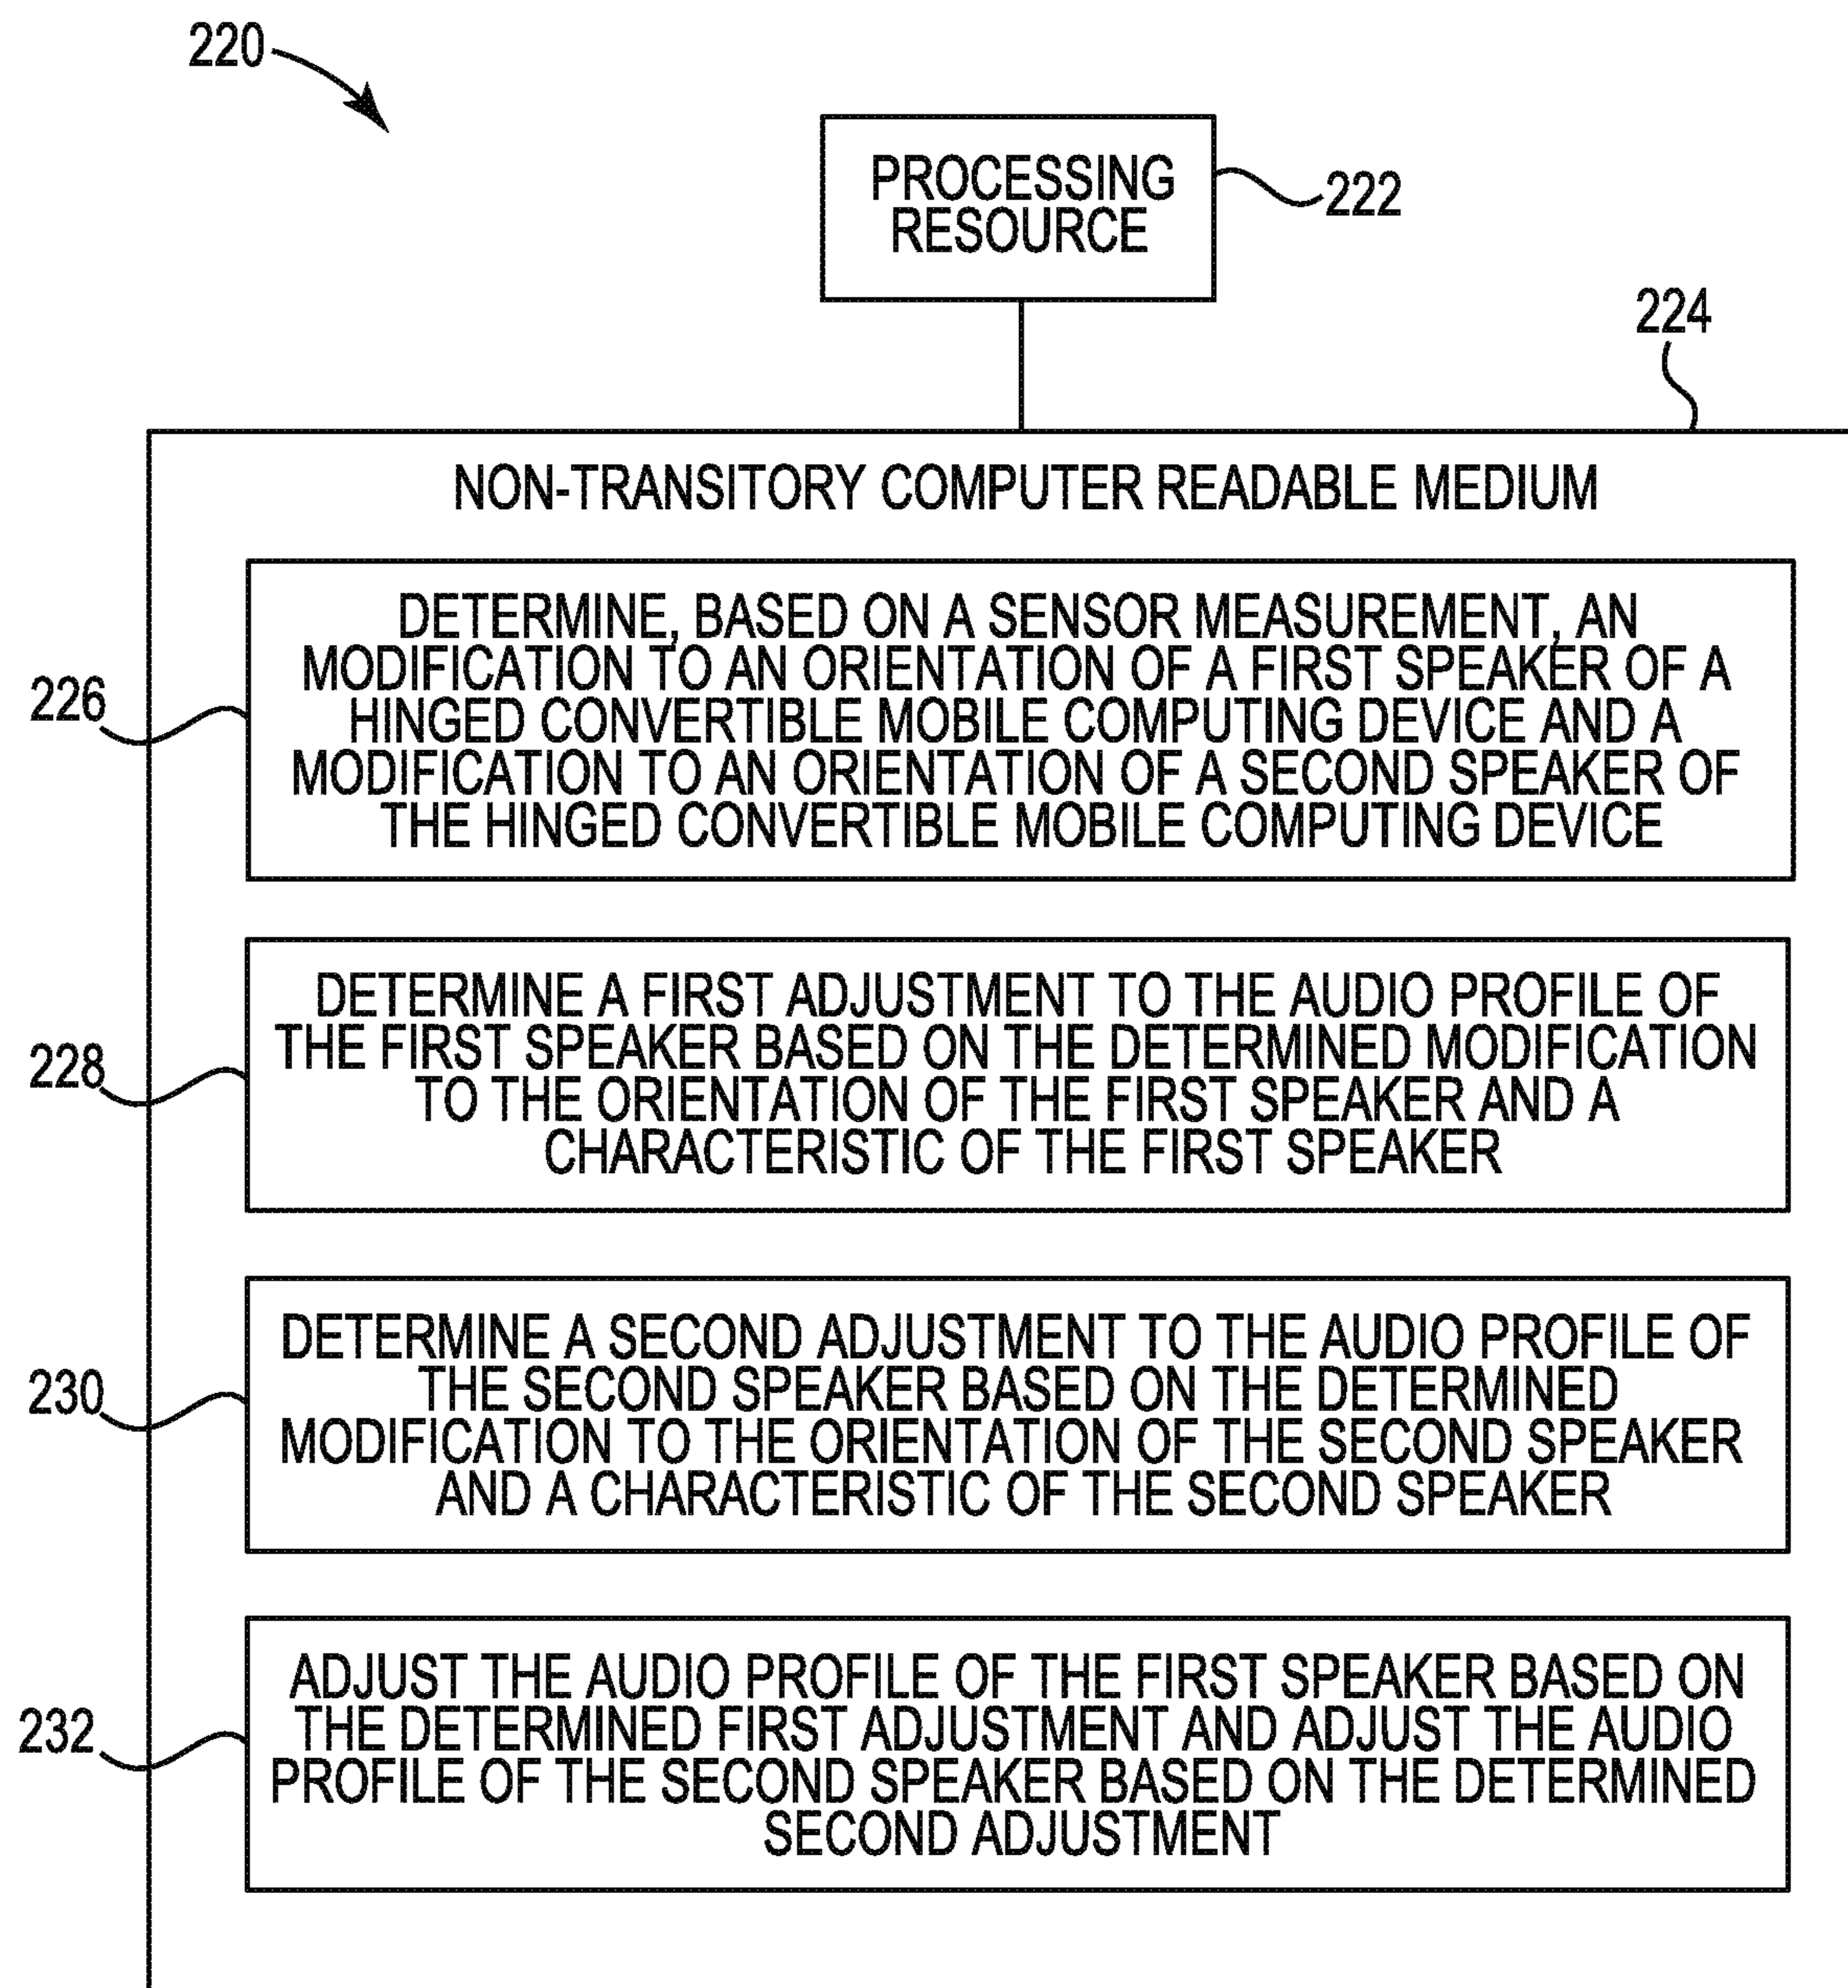 220
PROCESSING
RESOURCE
222
224
NON-TRANSITORY COMPUTER READABLE MEDIUM
DETERMINE, BASED ON A SENSOR MEASUREMENT, AN
MODIFICATION TO AN ORIENTATION OF A FIRST SPEAKER OF A
HINGED CONVERTIBLE MOBILE COMPUTING DEVICE AND A
MODIFICATION TO AN ORIENTATION OF A SECOND SPEAKER OF
THE HINGED CONVERTIBLE MOBILE COMPUTING DEVICE
226
DETERMINE A FIRST ADJUSTMENT TO THE AUDIO PROFILE OF
THE FIRST SPEAKER BASED ON THE DETERMINED MODIFICATION
TO THE ORIENTATION OF THE FIRST SPEAKER AND A
CHARACTERISTIC OF THE FIRST SPEAKER
228
DETERMINE A SECOND ADJUSTMENT TO THE AUDIO PROFILE OF
THE SECOND SPEAKER BASED ON THE DETERMINED
MODIFICATION TO THE ORIENTATION OF THE SECOND SPEAKER
AND A CHARACTERISTIC OF THE SECOND SPEAKER
230
ADJUST THE AUDIO PROFILE OF THE FIRST SPEAKER BASED ON
THE DETERMINED FIRST ADJUSTMENT AND ADJUST THE AUDIO
PROFILE OF THE SECOND SPEAKER BASED ON THE DETERMINED
SECOND ADJUSTMENT
232